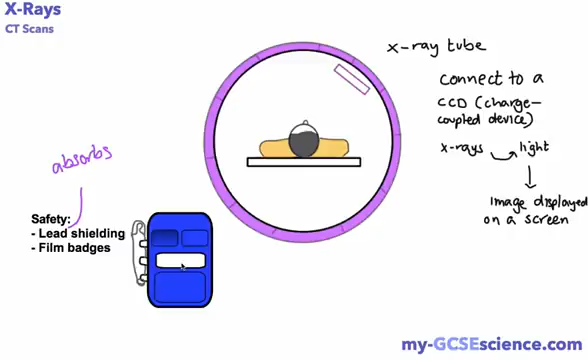 X-Rays
CT Scans
x-ray tube
connect to a
CCD (charge-
coupled device)
x-rays light
Image displayed
on a screen
absorbs
Safety:
- Lead shielding
- Film badges
my-GCSEscience.com